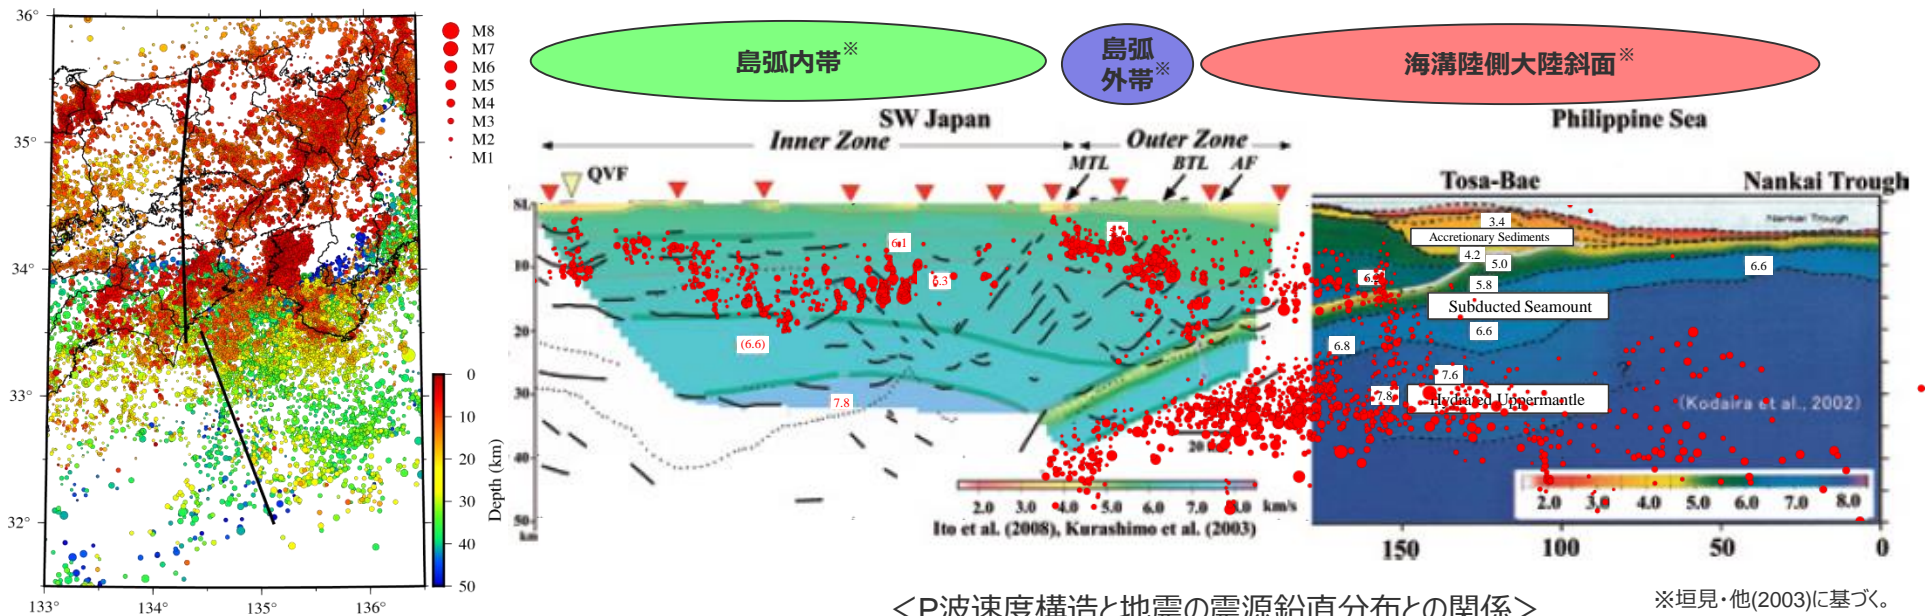 36°
35°
34°
33°
32°
133°
134°
135°
136°
M8
M7
M6
M5
M4
M3
M2
M1
0
10
20
30
40
50
Depth (km)
島弧内帯※
島弧
外帯※
海溝陸側大陸斜面※
SW Japan
Philippine Sea
Inner Zone
Outer Zone
MTL
BTL
AF
QVF
Tosa-Bae
Nankai Trough
SL
10
20
30
40
50
km
6.1
6.3
(6.6)
7.8
3.4
Nankai Trough
Accretionary Sediments
4.2
5.0
6.6
5.8
Subducted Seamount
6.6
6.8
?
7.6
7.8
Hydrated Uppermantle
(Kodaira et al., 2002)
20
2.0 3.0 4.0 5.0 6.0 7.0 8.0 km/s
Ito et al. (2008), Kurashimo et al. (2003)
2.0 3.0 4.0 5.0 6.0 7.0 8.0
150
100
50
0
＜P波速度構造と地震の震源鉛直分布との関係＞
※垣見・他(2003)に基づく。